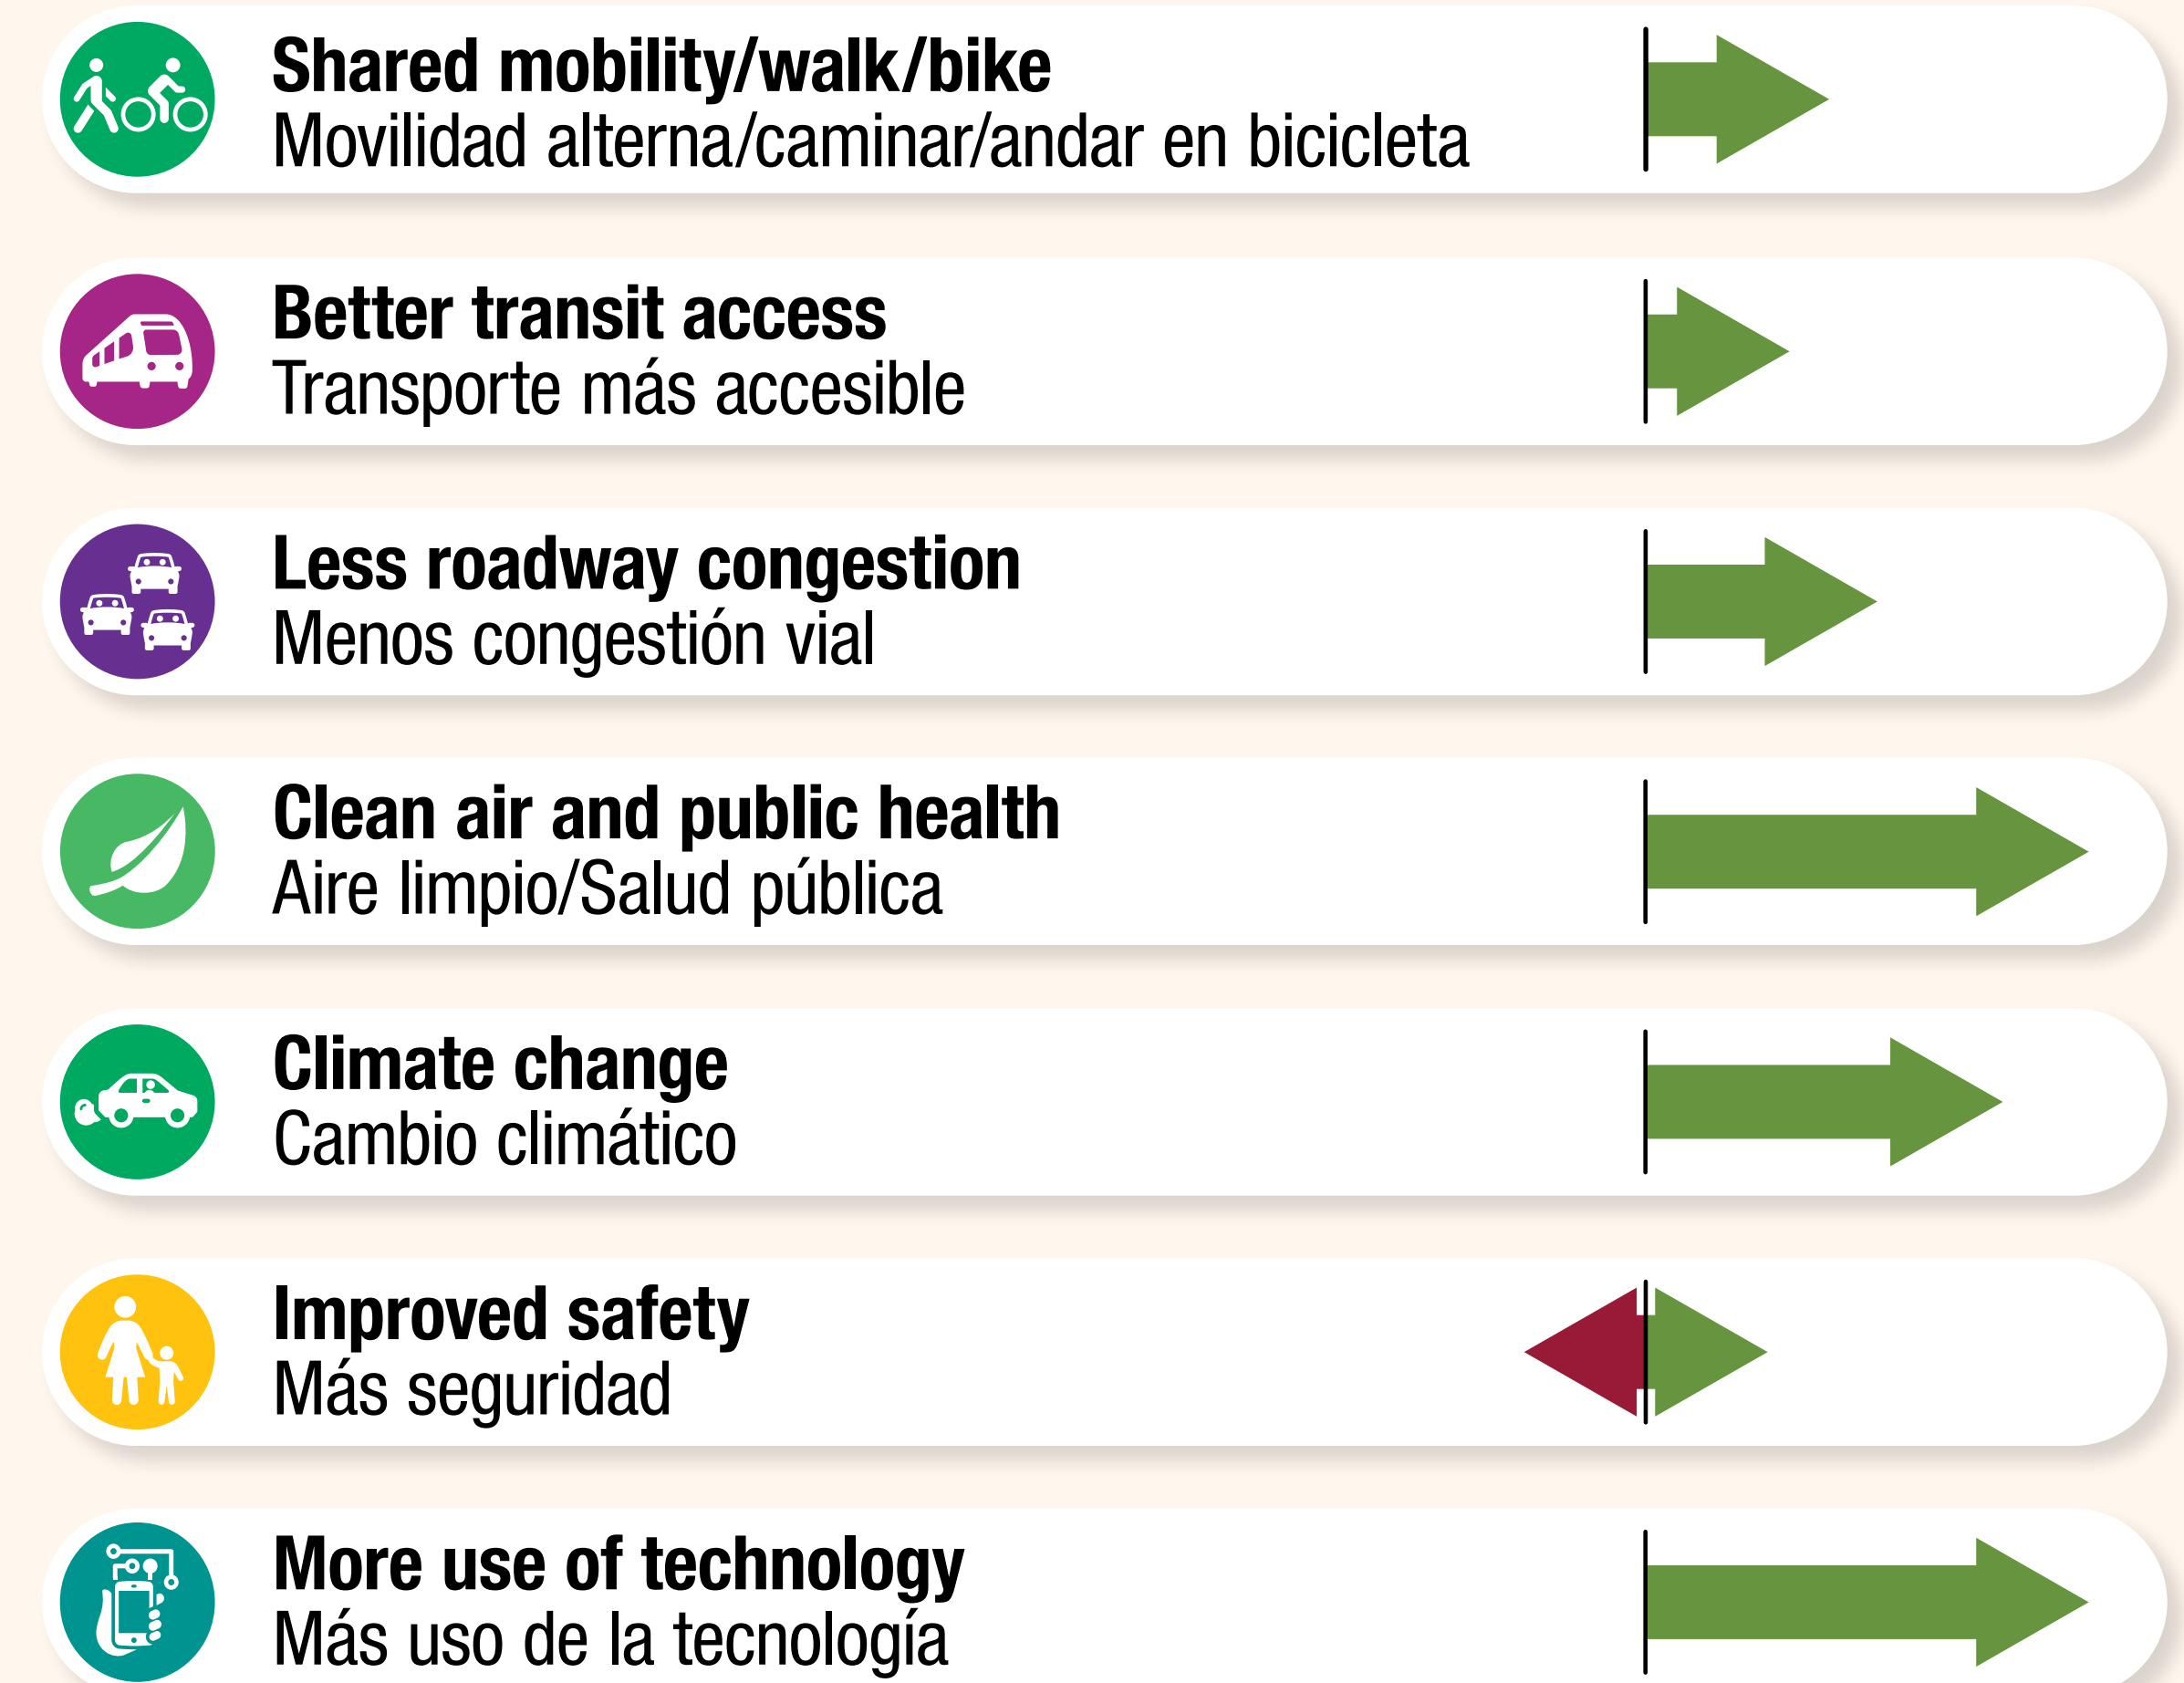 Shared mobility/walk/bike
Movilidad alterna/caminar/andar en bicicleta
Better transit access
Transporte más accesible
Less roadway congestion
Menos congestión vial
Clean air and public health
Aire limpio/Salud pública
Climate change
Cambio climático
Improved safety
Más seguridad
More use of technology
Más uso de la tecnología